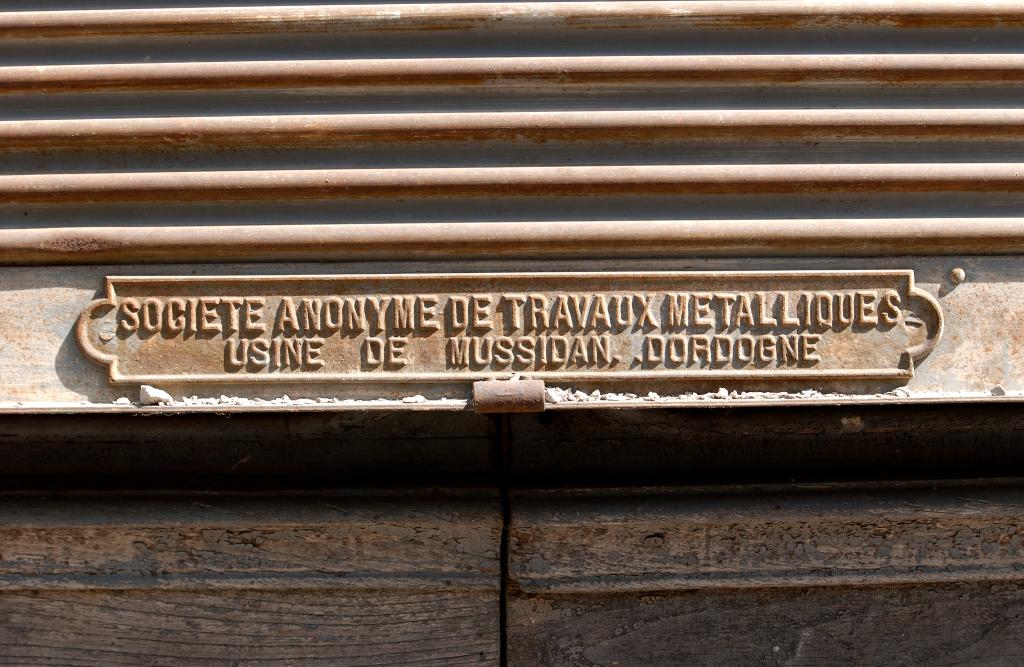 SOCIETE ANONYME DE TRAVAUX METALLIQUES
USINE DE MUSSIDAN. DORDOGNE